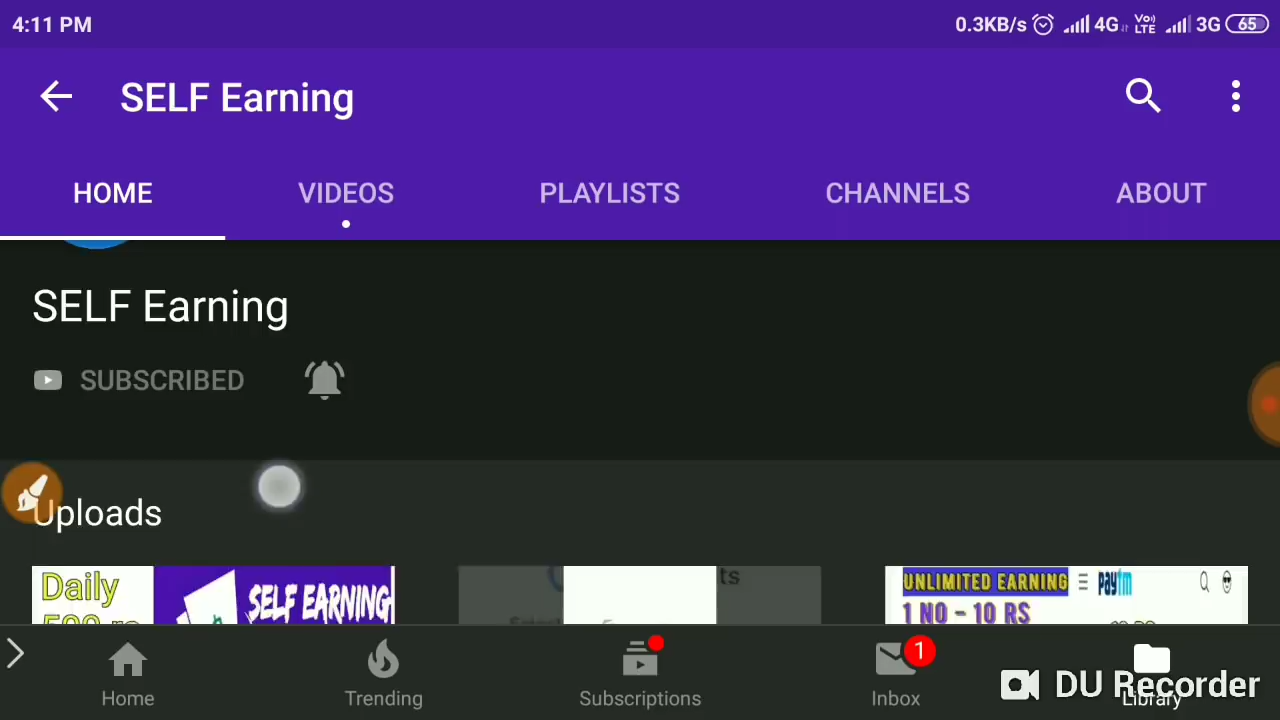 4:11 PM
0.3KB/s 4G Vo) LTE 3G 65
SELF Earning
HOME VIDEOS PLAYLISTS CHANNELS ABOUT
SELF Earning
SUBSCRIBED
Uploads
Daily
SELF EARNING
ts
UNLIMITED EARNING paytm
1 NO - 10 RS
Home Trending Subscriptions Inbox 1 Library
DU Recorder